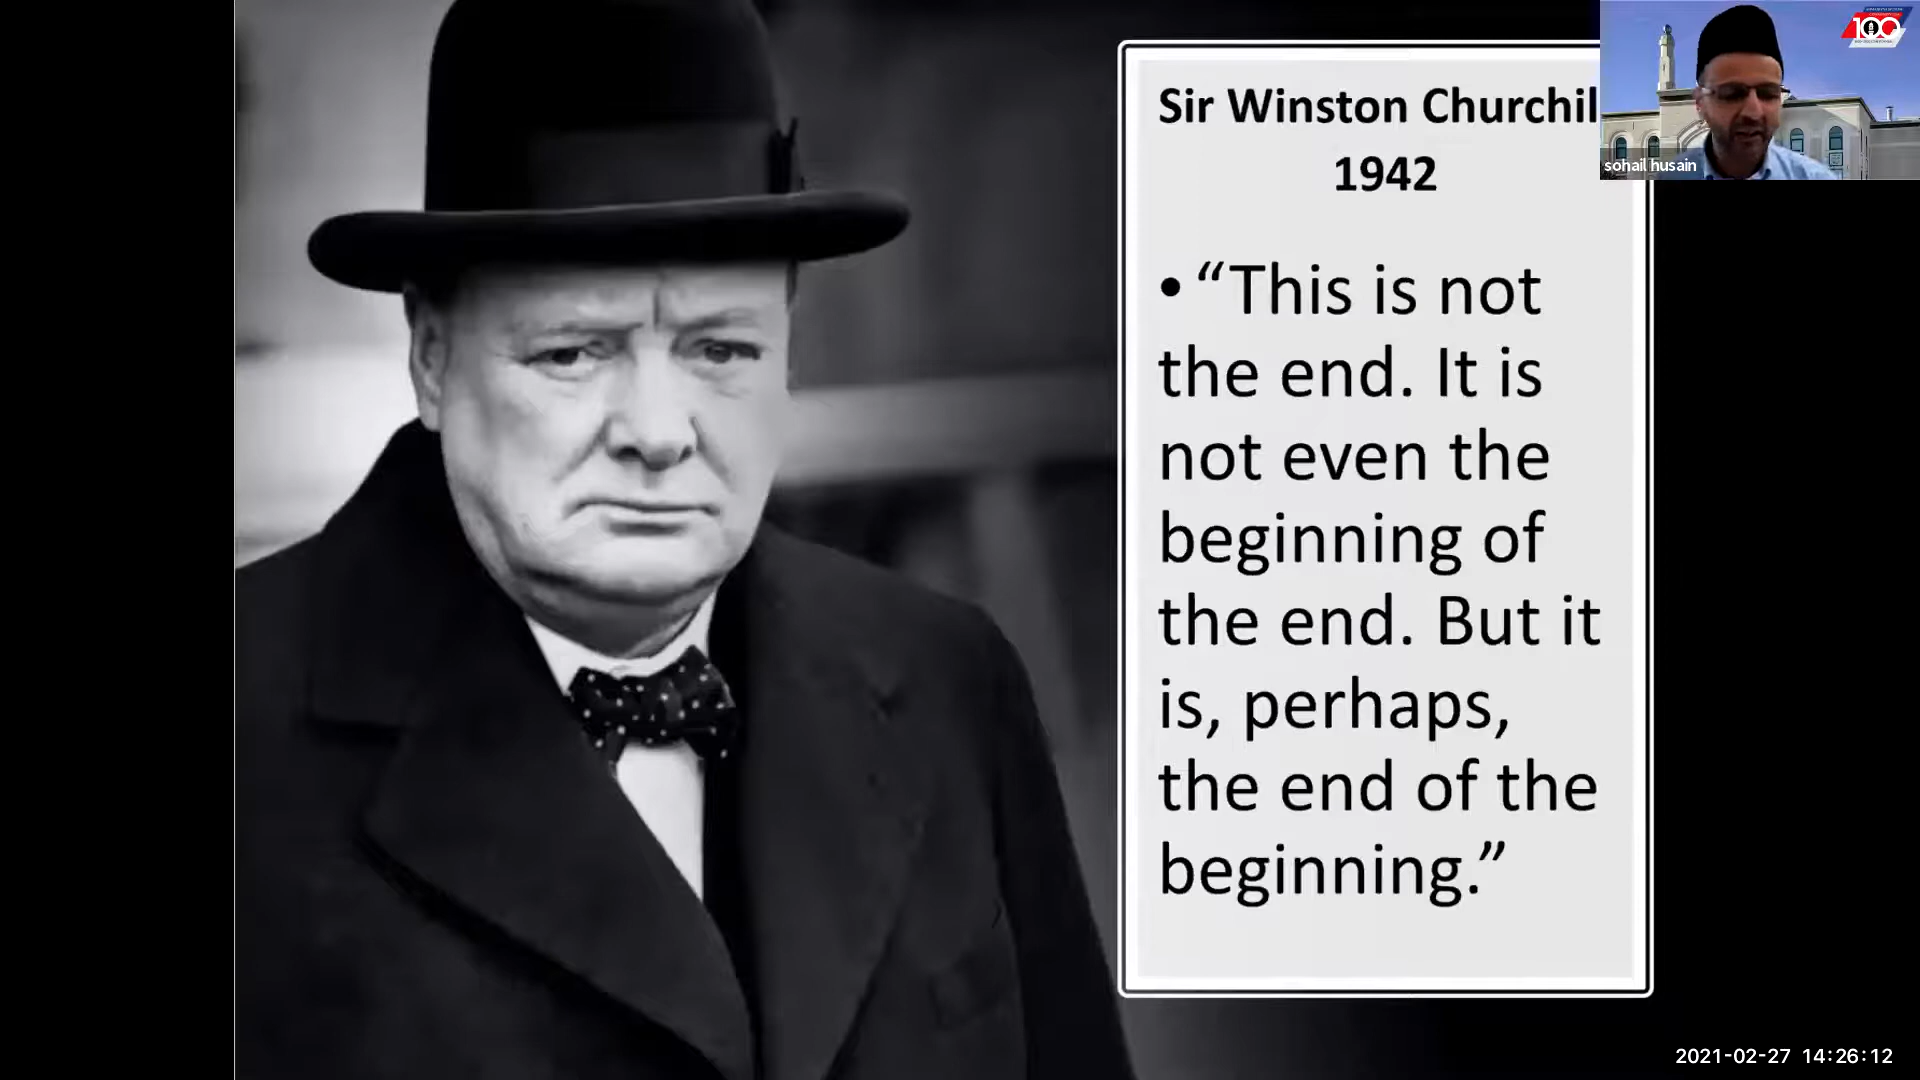 Sir Winston Churchil
1942
• “This is not
the end. It is
not even the
beginning of
the end. But it
is, perhaps,
the end of the
beginning.”
100
sohail husain
2021-02-27 14:26:12